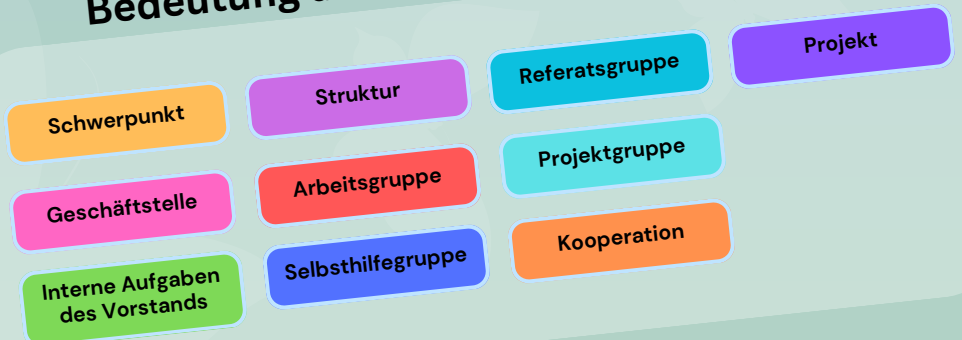 Bedeutung
Schwerpunkt
Struktur
Referatsgruppe
Projekt
Geschäftstelle
Arbeitsgruppe
Projektgruppe
Interne Aufgaben
des Vorstands
Selbsthilfegruppe
Kooperation